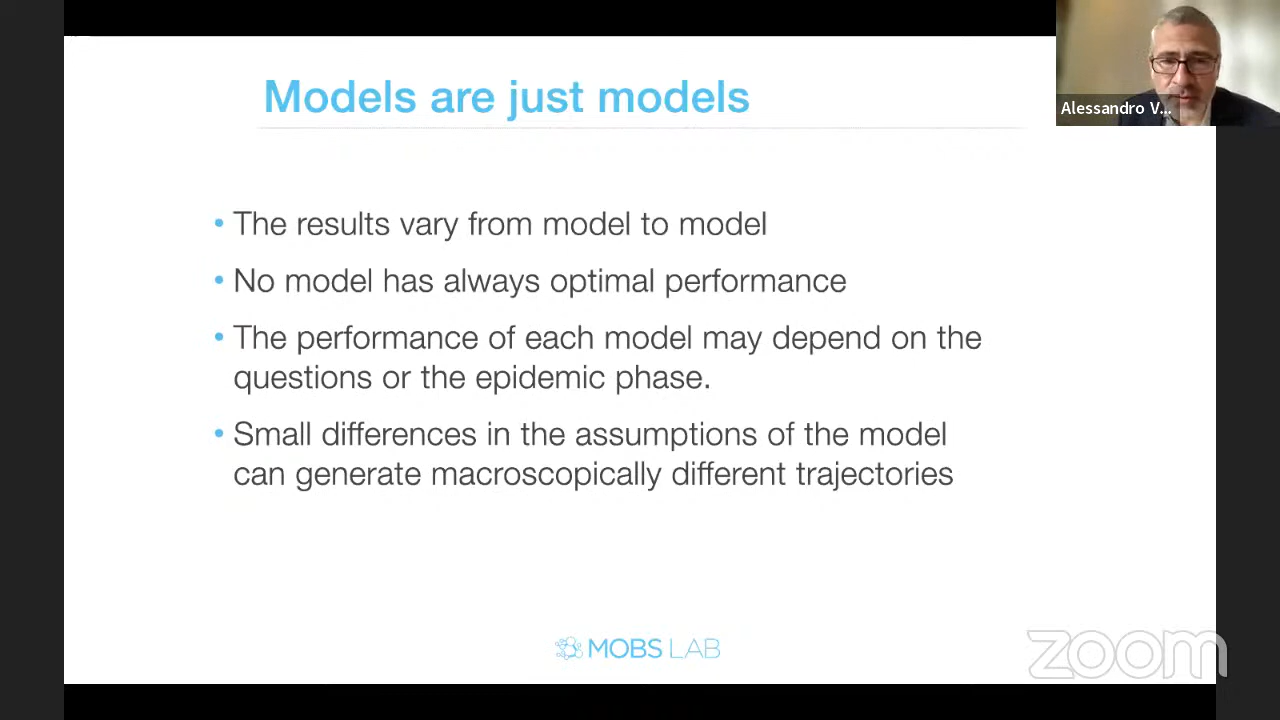 Models are just models
Alessandro V...
• The results vary from model to model
• No model has always optimal performance
• The performance of each model may depend on the
questions or the epidemic phase.
• Small differences in the assumptions of the model
can generate macroscopically different trajectories
MOBS LAB
zoom